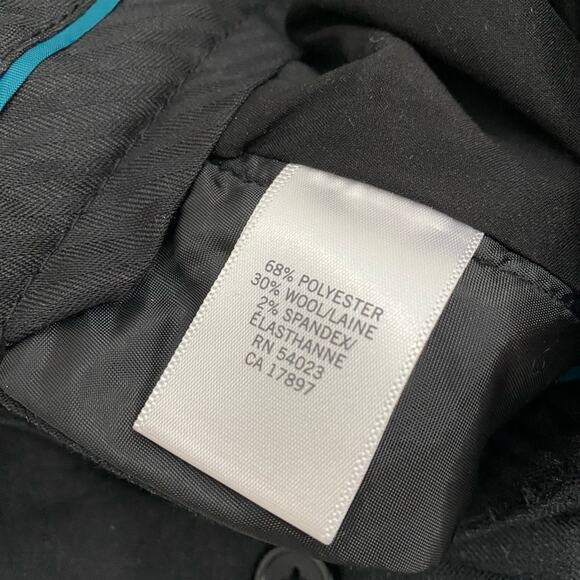 68% POLYESTER
30% WOOL/LAINE
2% SPANDEX/
ÉLASTHANNE
RN 54023
CA 17897